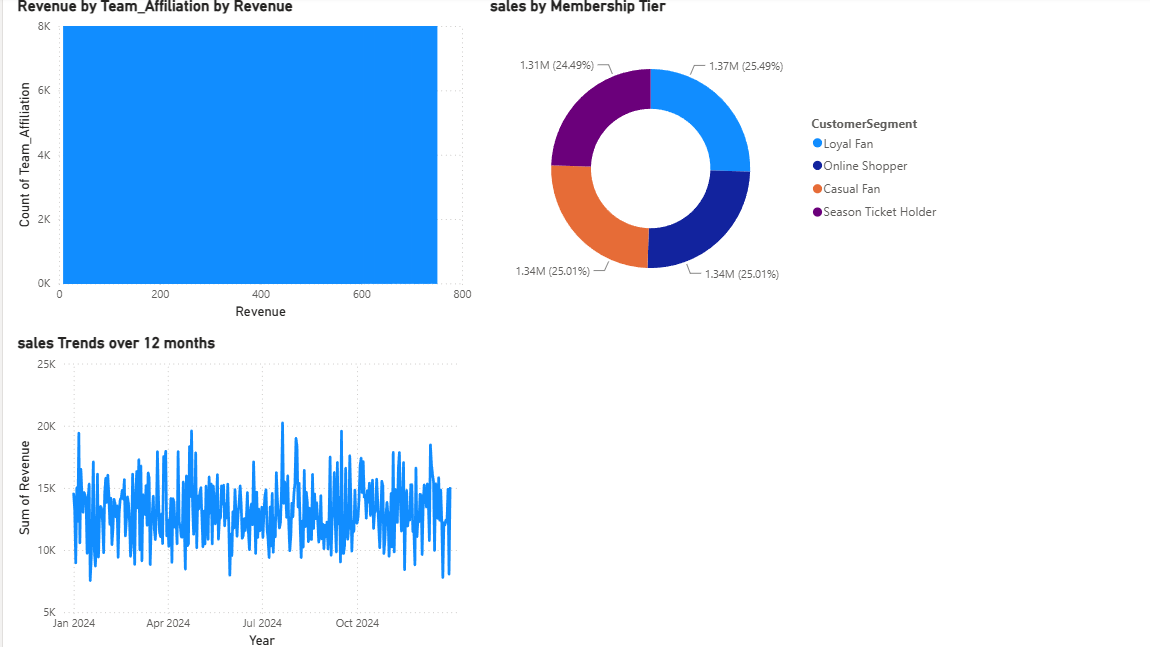 Revenue by Team_Affiliation by Revenue
8K
6K
4K
2K
0K
Count of Team_Affiliation
0
200
400
600
800
Revenue
sales by Membership Tier
1.31M (24.49%)
1.37M (25.49%)
1.34M (25.01%)
1.34M (25.01%)
CustomerSegment
Loyal Fan
Online Shopper
Casual Fan
Season Ticket Holder
sales Trends over 12 months
25K
20K
15K
10K
5K
Sum of Revenue
Jan 2024
Apr 2024
Jul 2024
Oct 2024
Year